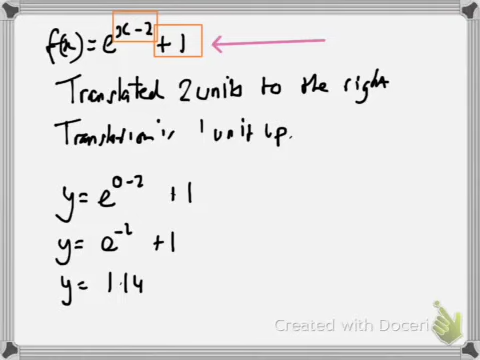 f(x) = e^{x-2} + 1
Translated 2 units to the right
Translation is 1 unit up.
y = e^{0-2} + 1
y = e^{-2} + 1
y = 1.14
Created with Doceri